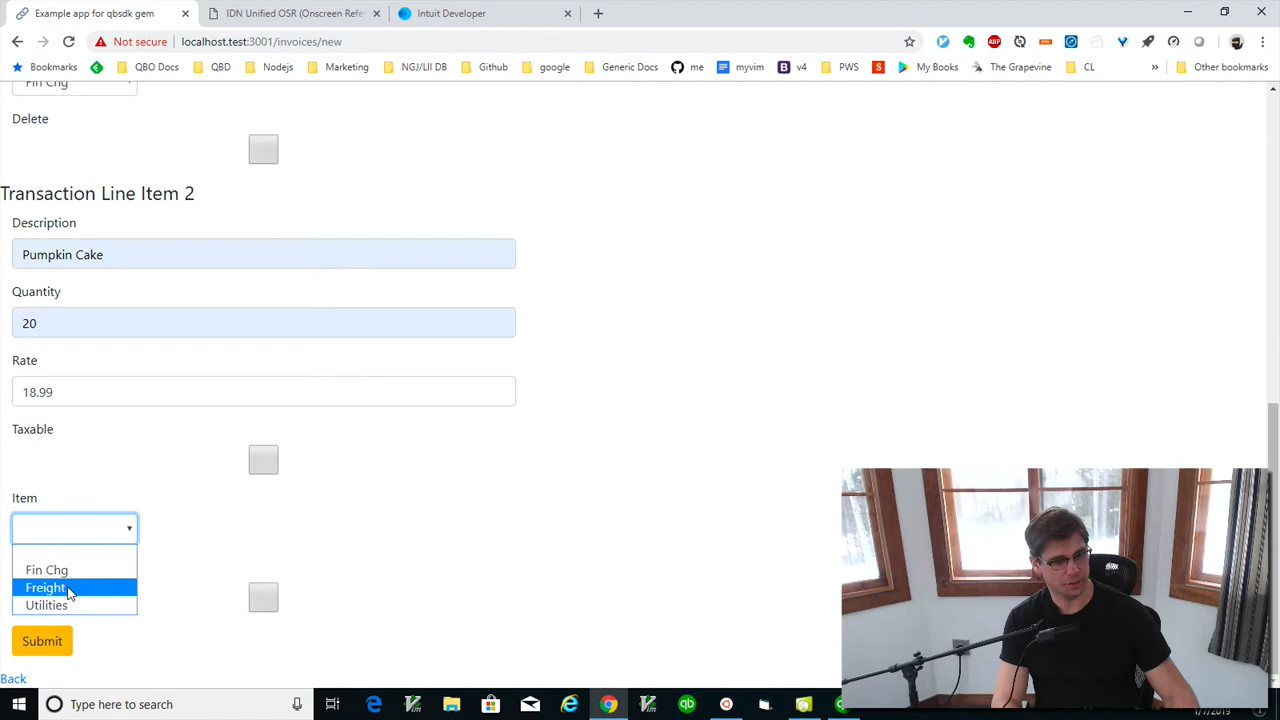 Example app for qbsdk gem
IDN Unified OSR (Onscreen Refe
Intuit Developer
Not secure
localhost.test:3001/invoices/new
Bookmarks
QBO Docs
QBD
Nodejs
Marketing
NGJ/LII DB
Github
google
Generic Docs
me
myvim
v4
PWS
My Books
The Grapevine
CL
»
Other bookmarks
Fin Chg
Delete
Transaction Line Item 2
Description
Pumpkin Cake
Quantity
20
Rate
18.99
Taxable
Item
Fin Chg
Freight
Utilities
Submit
Back
Type here to search
1/7/2019